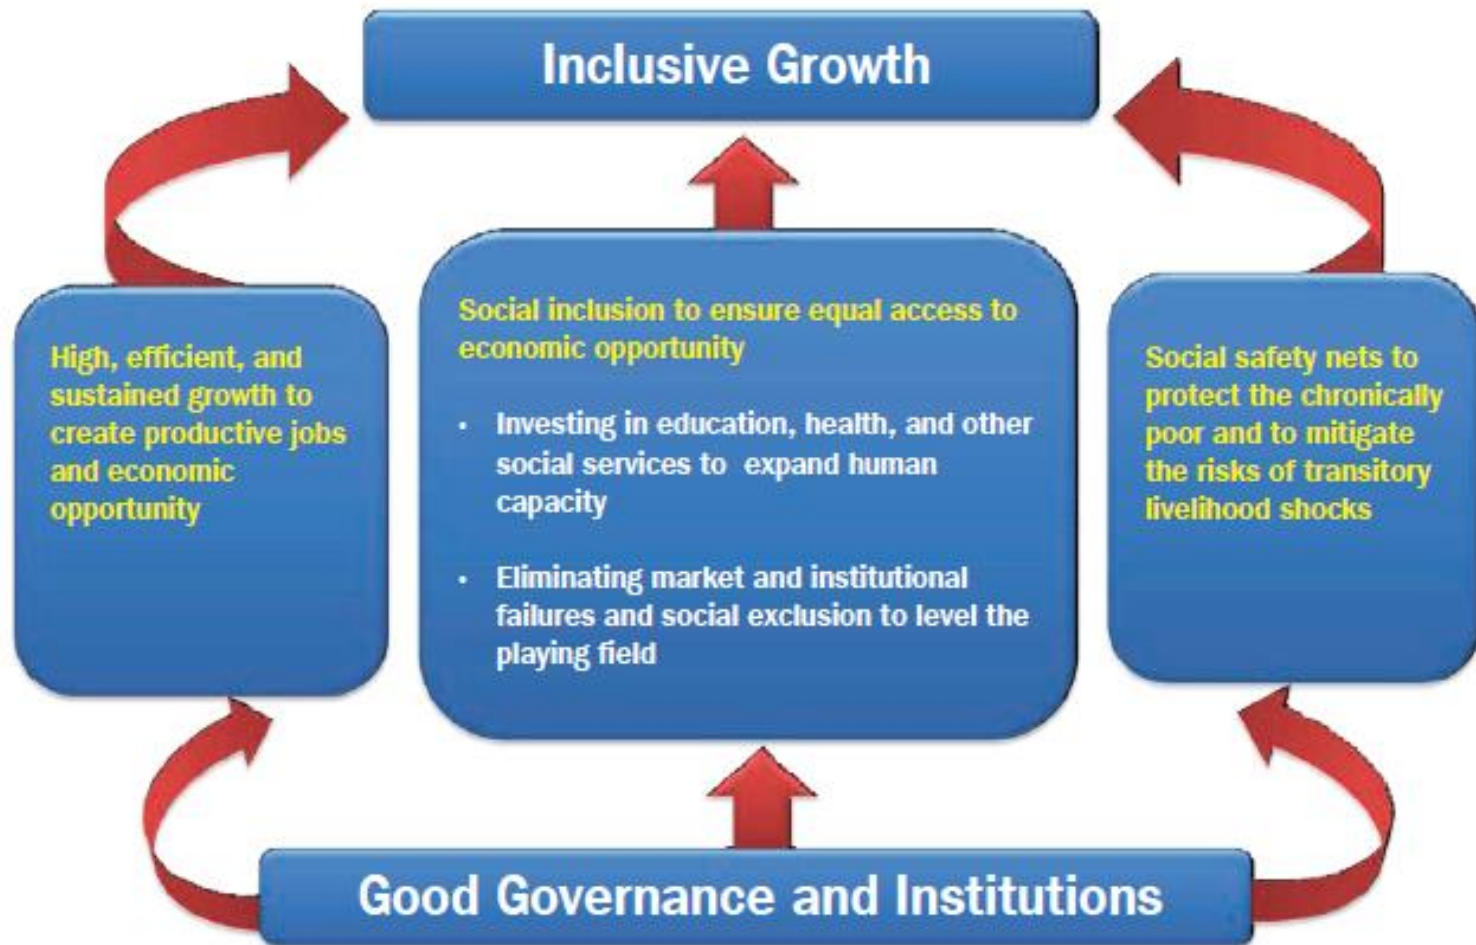 Inclusive Growth
High, efficient, and
sustained growth to
create productive jobs
and economic
opportunity
Social inclusion to ensure equal access to
economic opportunity
• Investing in education, health, and other
social services to expand human
capacity
• Eliminating market and institutional
failures and social exclusion to level the
playing field
Social safety nets to
protect the chronically
poor and to mitigate
the risks of transitory
livelihood shocks
Good Governance and Institutions